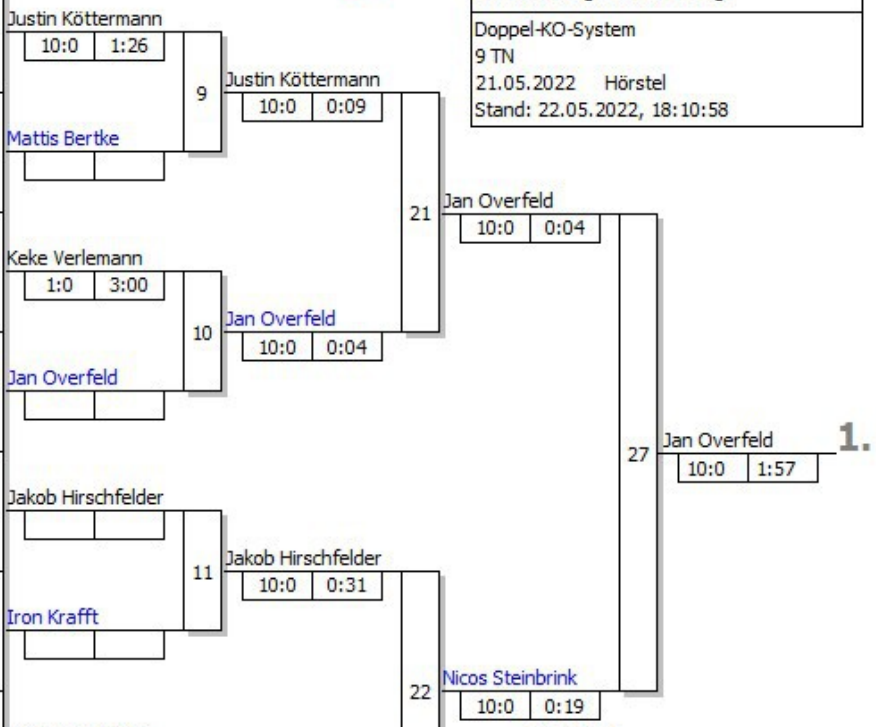 Justin Köttermann
10:0 1:26
9
Mattis Bertke
Justin Köttermann
10:0 0:09
Doppel-KO-System
9 TN
21.05.2022 Hörstel
Stand: 22.05.2022, 18:10:58
21
Keke Verlemann
1:0 3:00
10
Jan Overfeld
Jan Overfeld
10:0 0:04
Jan Overfeld
10:0 0:04
27
Jan Overfeld
10:0 1:57
1.
Jakob Hirschfelder
11
Iron Krafft
Jakob Hirschfelder
10:0 0:31
22
Nicos Steinbrink
10:0 0:19